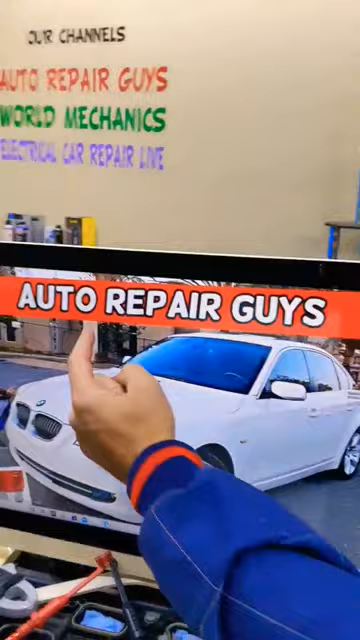 OUR CHANNELS
AUTO REPAIR GUYS
WORLD MECHANICS
ELECTRICAL CAR REPAIR LIVE
AUTO REPAIR GUYS